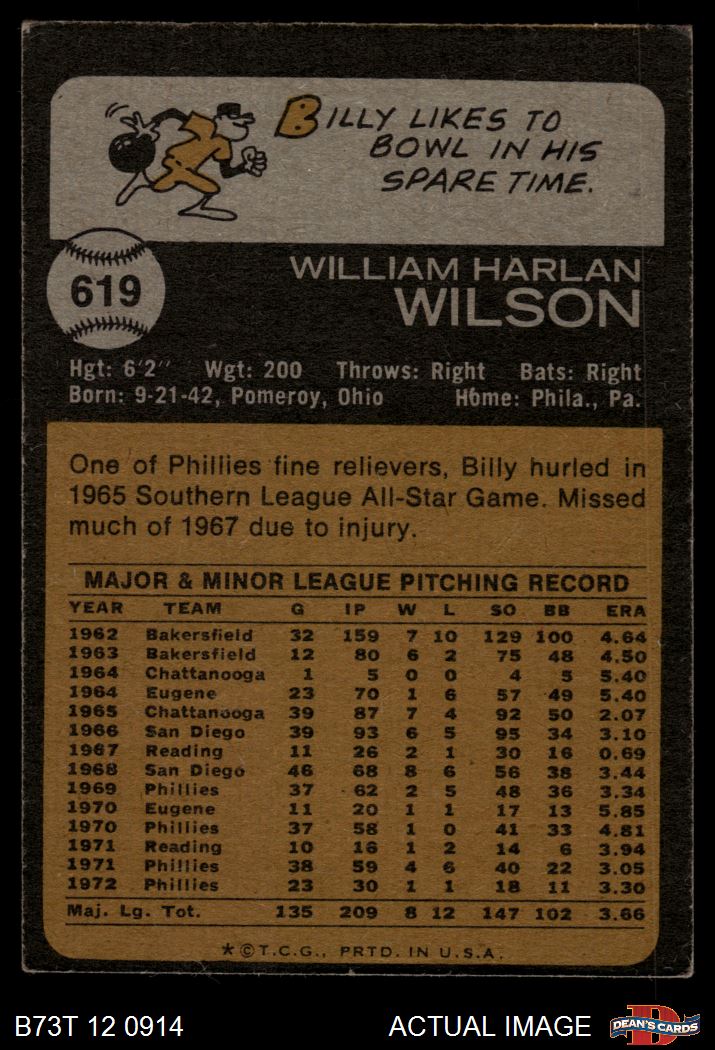 BILLY LIKES TO
BOWL IN HIS
SPARE TIME.
619
WILLIAM HARLAN
WILSON
Hgt: 6'2" Wgt: 200 Throws: Right Bats: Right
Born: 9-21-42, Pomeroy, Ohio Home: Phila., Pa.
One of Phillies fine relievers, Billy hurled in
1965 Southern League All-Star Game. Missed
much of 1967 due to injury.
MAJOR & MINOR LEAGUE PITCHING RECORD
YEAR TEAM G IP W L SO BB ERA
1962 Bakersfield 32 159 7 10 129 100 4.64
1963 Bakersfield 12 80 6 2 75 48 4.50
1964 Chattanooga 1 5 0 0 4 5 5.40
1964 Eugene 23 70 1 6 57 49 5.40
1965 Chattanooga 39 87 7 4 92 50 2.07
1966 San Diego 39 93 6 5 95 34 3.10
1967 Reading 11 26 2 1 30 16 0.69
1968 San Diego 46 68 8 6 56 38 3.44
1969 Phillies 37 62 2 5 48 36 3.34
1970 Eugene 11 20 1 1 17 13 5.85
1970 Phillies 37 58 1 0 41 33 4.81
1971 Reading 10 16 1 2 14 6 3.94
1971 Phillies 38 59 4 6 40 22 3.05
1972 Phillies 23 30 1 1 18 11 3.30
Maj. Lg. Tot. 135 209 8 12 147 102 3.66
*©T.C.G., PRTD. IN U.S.A.
B73T 12 0914 ACTUAL IMAGE DEAN'S CARDS